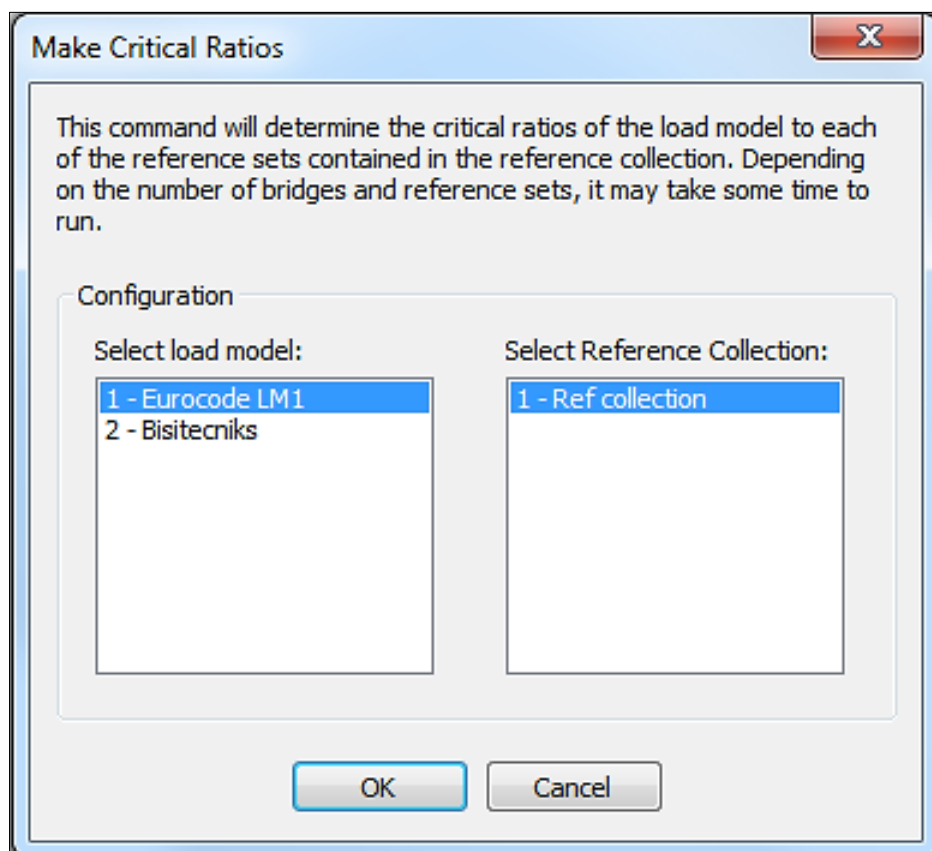 Make Critical Ratios
This command will determine the critical ratios of the load model to each
of the reference sets contained in the reference collection. Depending
on the number of bridges and reference sets, it may take some time to
run.
Configuration
Select load model:
1 - Eurocode LM1
2 - Bisitecniks
Select Reference Collection:
1 - Ref collection
OK
Cancel